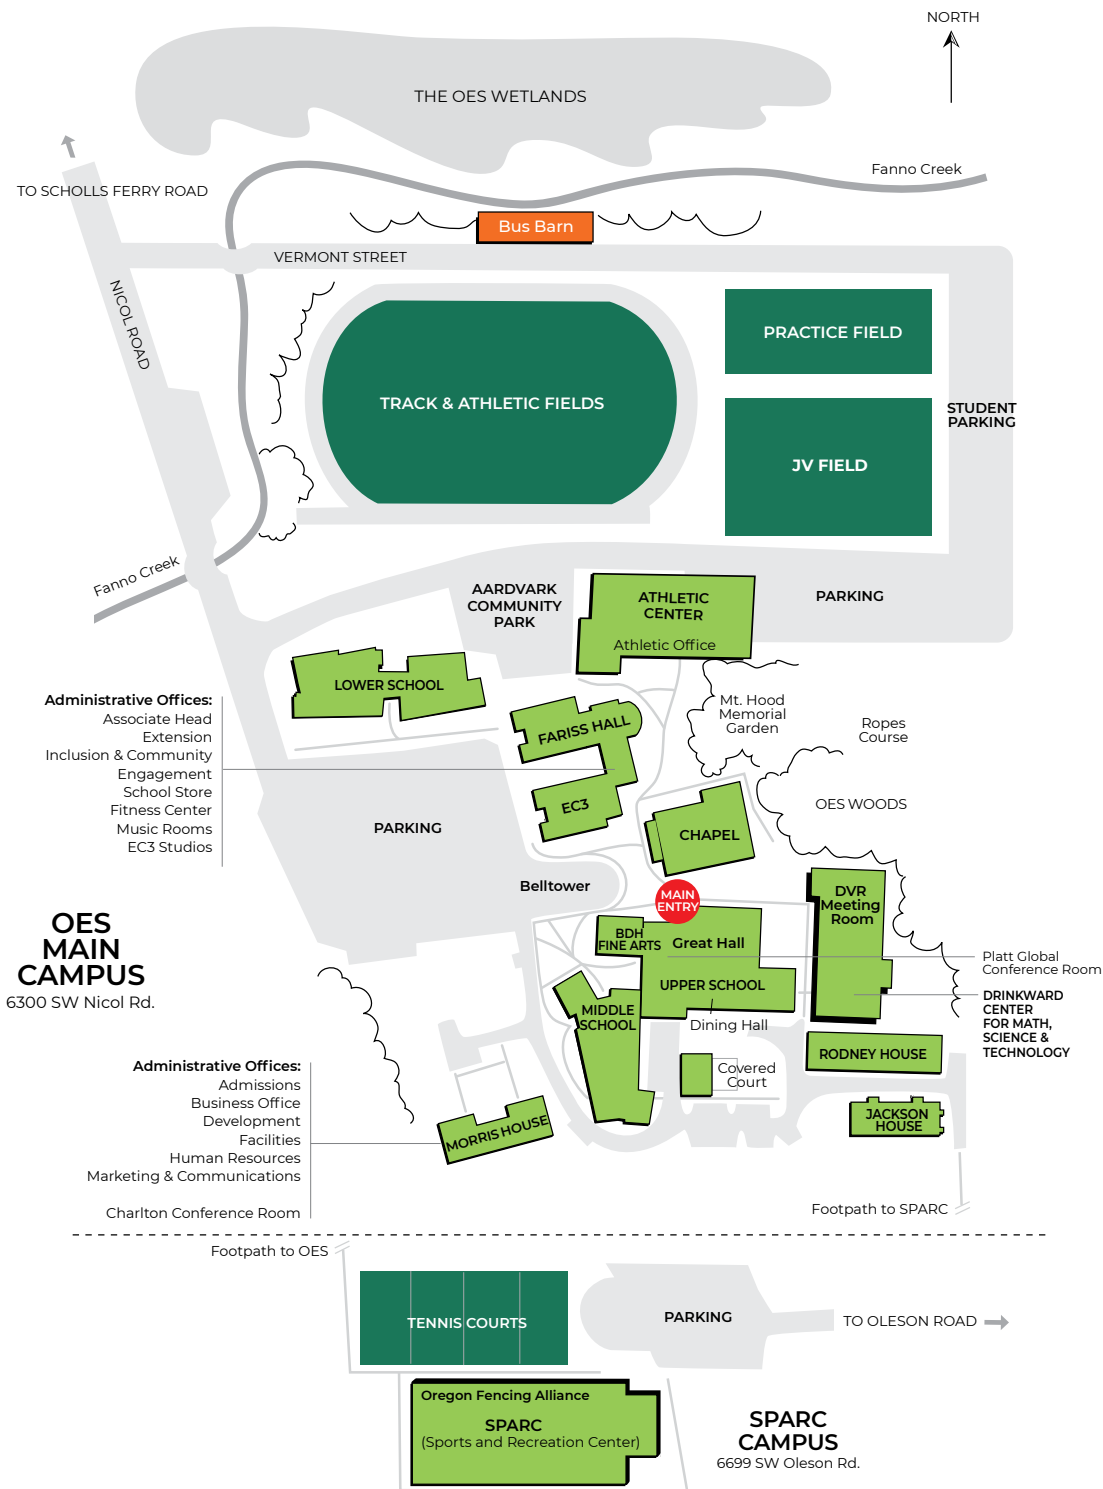 NORTH
THE OES WETLANDS
Fanno Creek
TO SCHOLLS FERRY ROAD
Bus Barn
VERMONT STREET
NICOL ROAD
PRACTICE FIELD
TRACK & ATHLETIC FIELDS
STUDENT
PARKING
JV FIELD
Fanno Creek
AARDVARK
COMMUNITY
PARK
ATHLETIC
CENTER
Athletic Office
PARKING
LOWER SCHOOL
Administrative Offices:
Associate Head
Extension
Inclusion & Community
Engagement
School Store
Fitness Center
Music Rooms
EC3 Studios
FARISS HALL
EC3
Mt. Hood
Memorial
Garden
Ropes
Course
OES WOODS
PARKING
CHAPEL
Belltower
MAIN
ENTRY
DVR
Meeting
Room
OES
MAIN
CAMPUS
6300 SW Nicol Rd.
BDH
FINE ARTS
Great Hall
UPPER SCHOOL
Dining Hall
MIDDLE
SCHOOL
Platt Global
Conference Room
DRINKWARD
CENTER
FOR MATH,
SCIENCE &
TECHNOLOGY
RODNEY HOUSE
Covered
Court
JACKSON
HOUSE
Administrative Offices:
Admissions
Business Office
Development
Facilities
Human Resources
Marketing & Communications
Charlton Conference Room
MORRIS HOUSE
Footpath to SPARC
Footpath to OES
TENNIS COURTS
PARKING
TO OLESON ROAD
Oregon Fencing Alliance
SPARC
(Sports and Recreation Center)
SPARC
CAMPUS
6699 SW Oleson Rd.